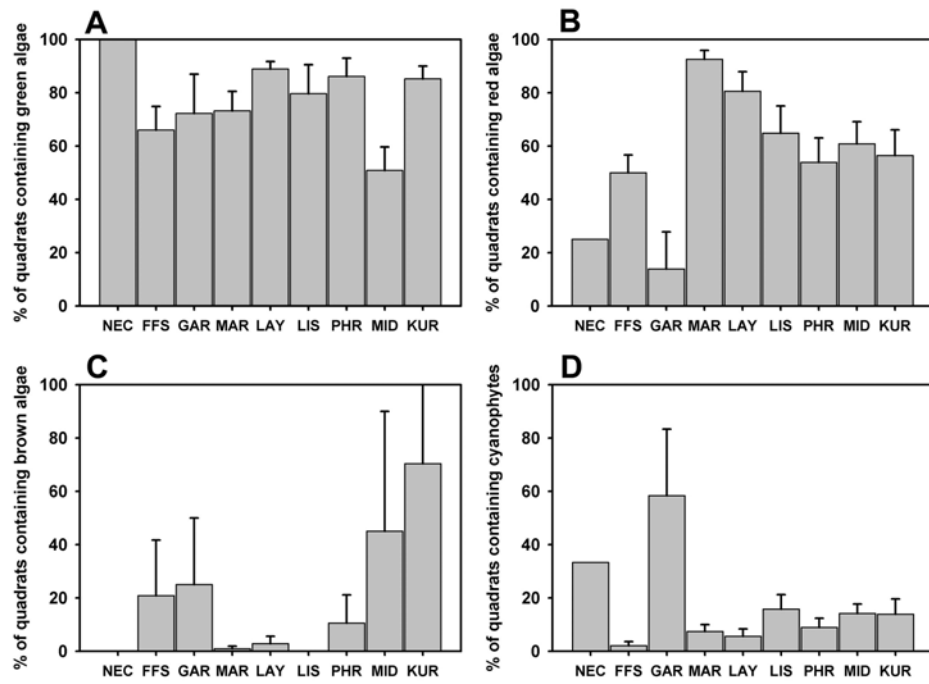 A
% of quadrats containing green algae
100
80
60
40
20
0
NEC FFS GAR MAR LAY LIS PHR MID KUR
B
% of quadrats containing red algae
100
80
60
40
20
0
NEC FFS GAR MAR LAY LIS PHR MID KUR
C
% of quadrats containing brown algae
100
80
60
40
20
0
NEC FFS GAR MAR LAY LIS PHR MID KUR
D
% of quadrats containing cyanophytes
100
80
60
40
20
0
NEC FFS GAR MAR LAY LIS PHR MID KUR